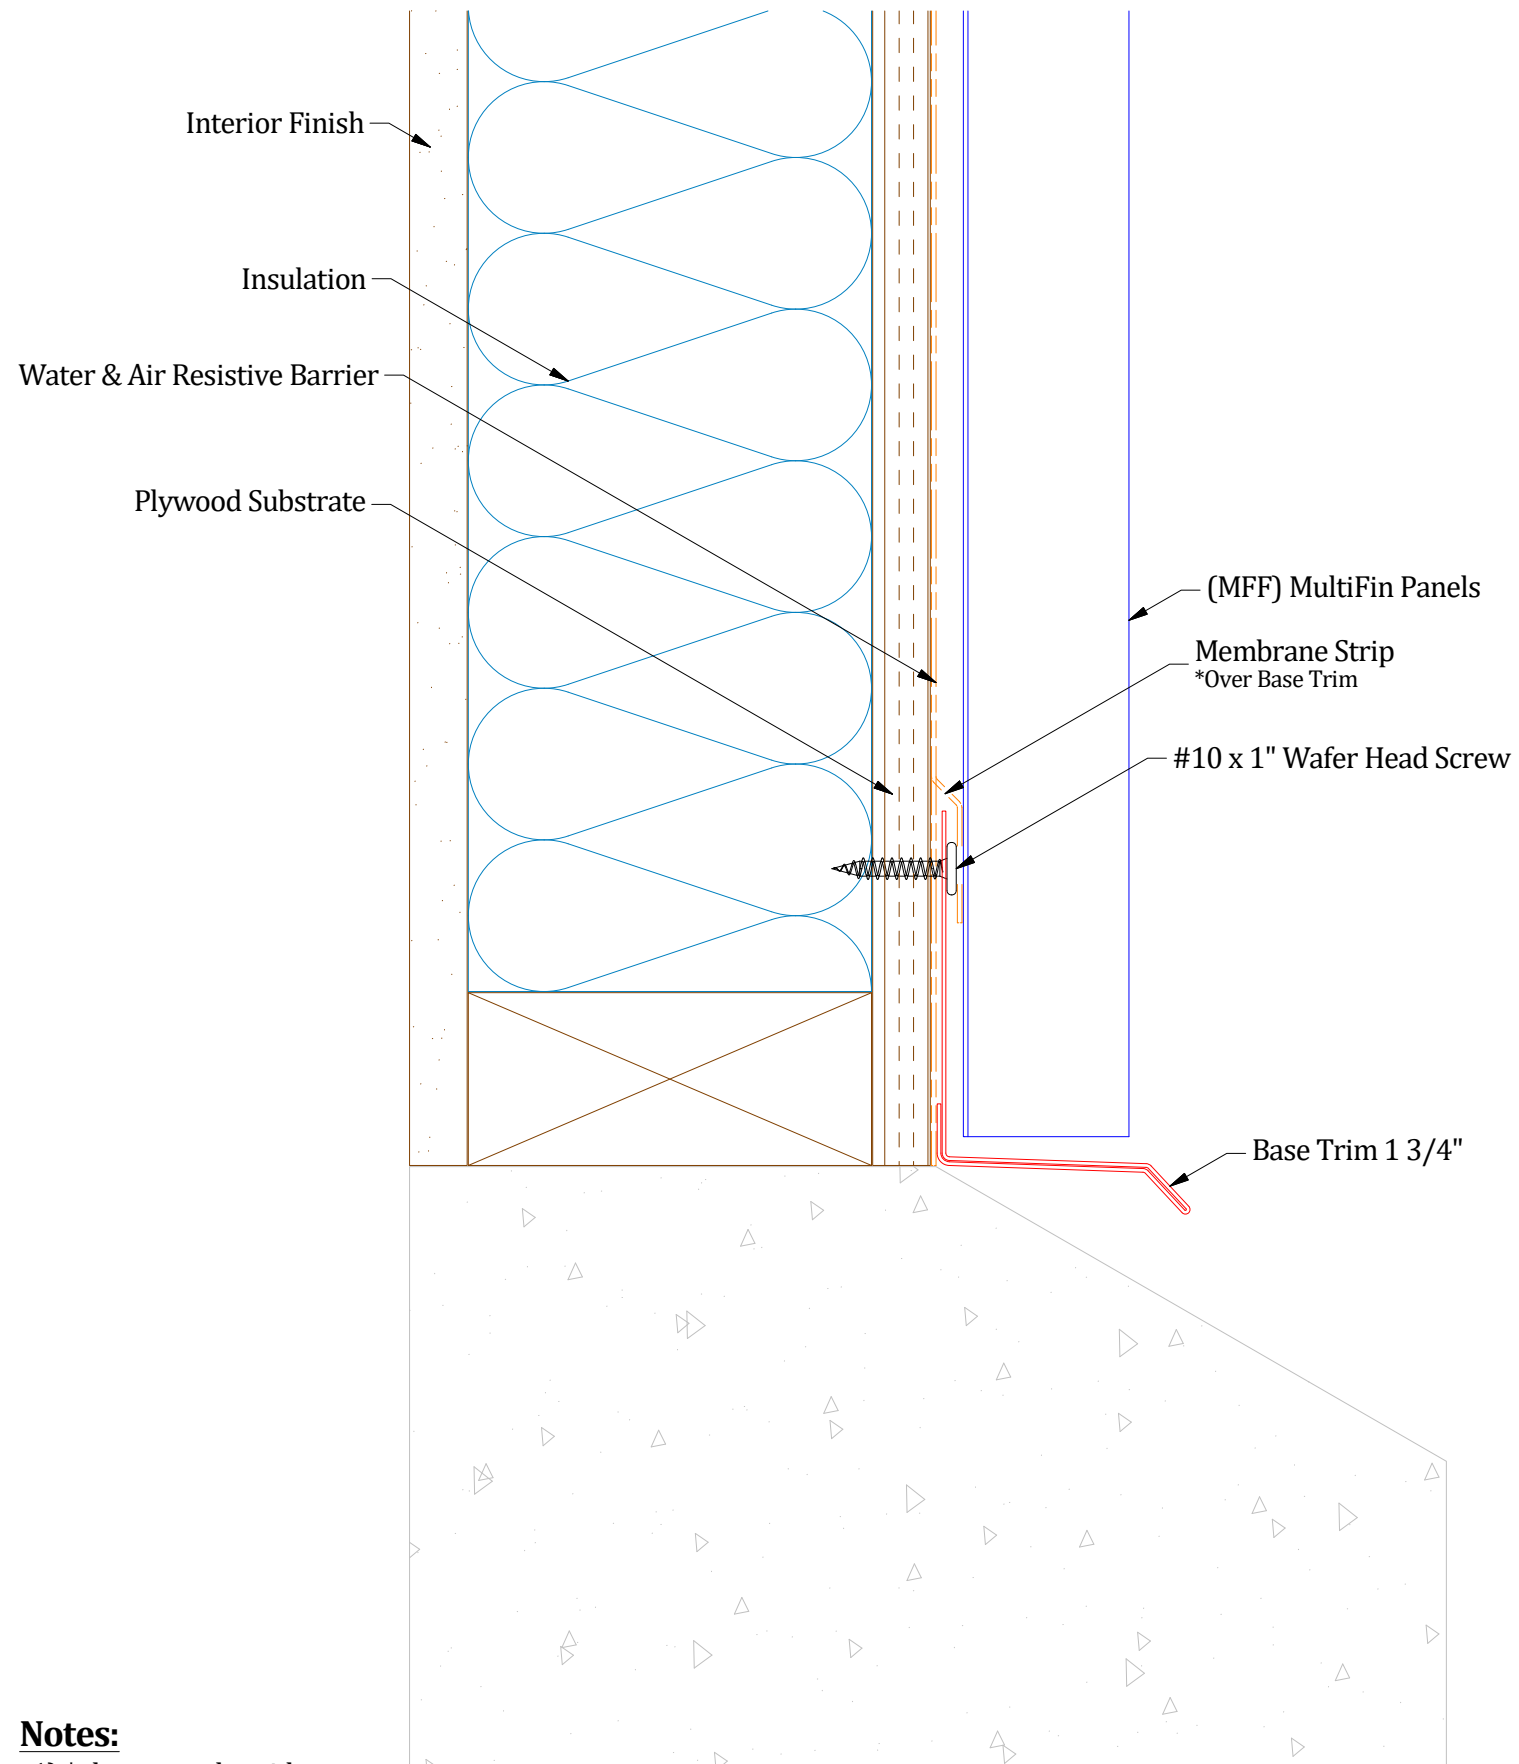 Interior Finish
Insulation
Water & Air Resistive Barrier
Plywood Substrate
(MFF) MultiFin Panels
Membrane Strip
*Over Base Trim
#10 x 1" Wafer Head Screw
Base Trim 1 3/4"
Notes: